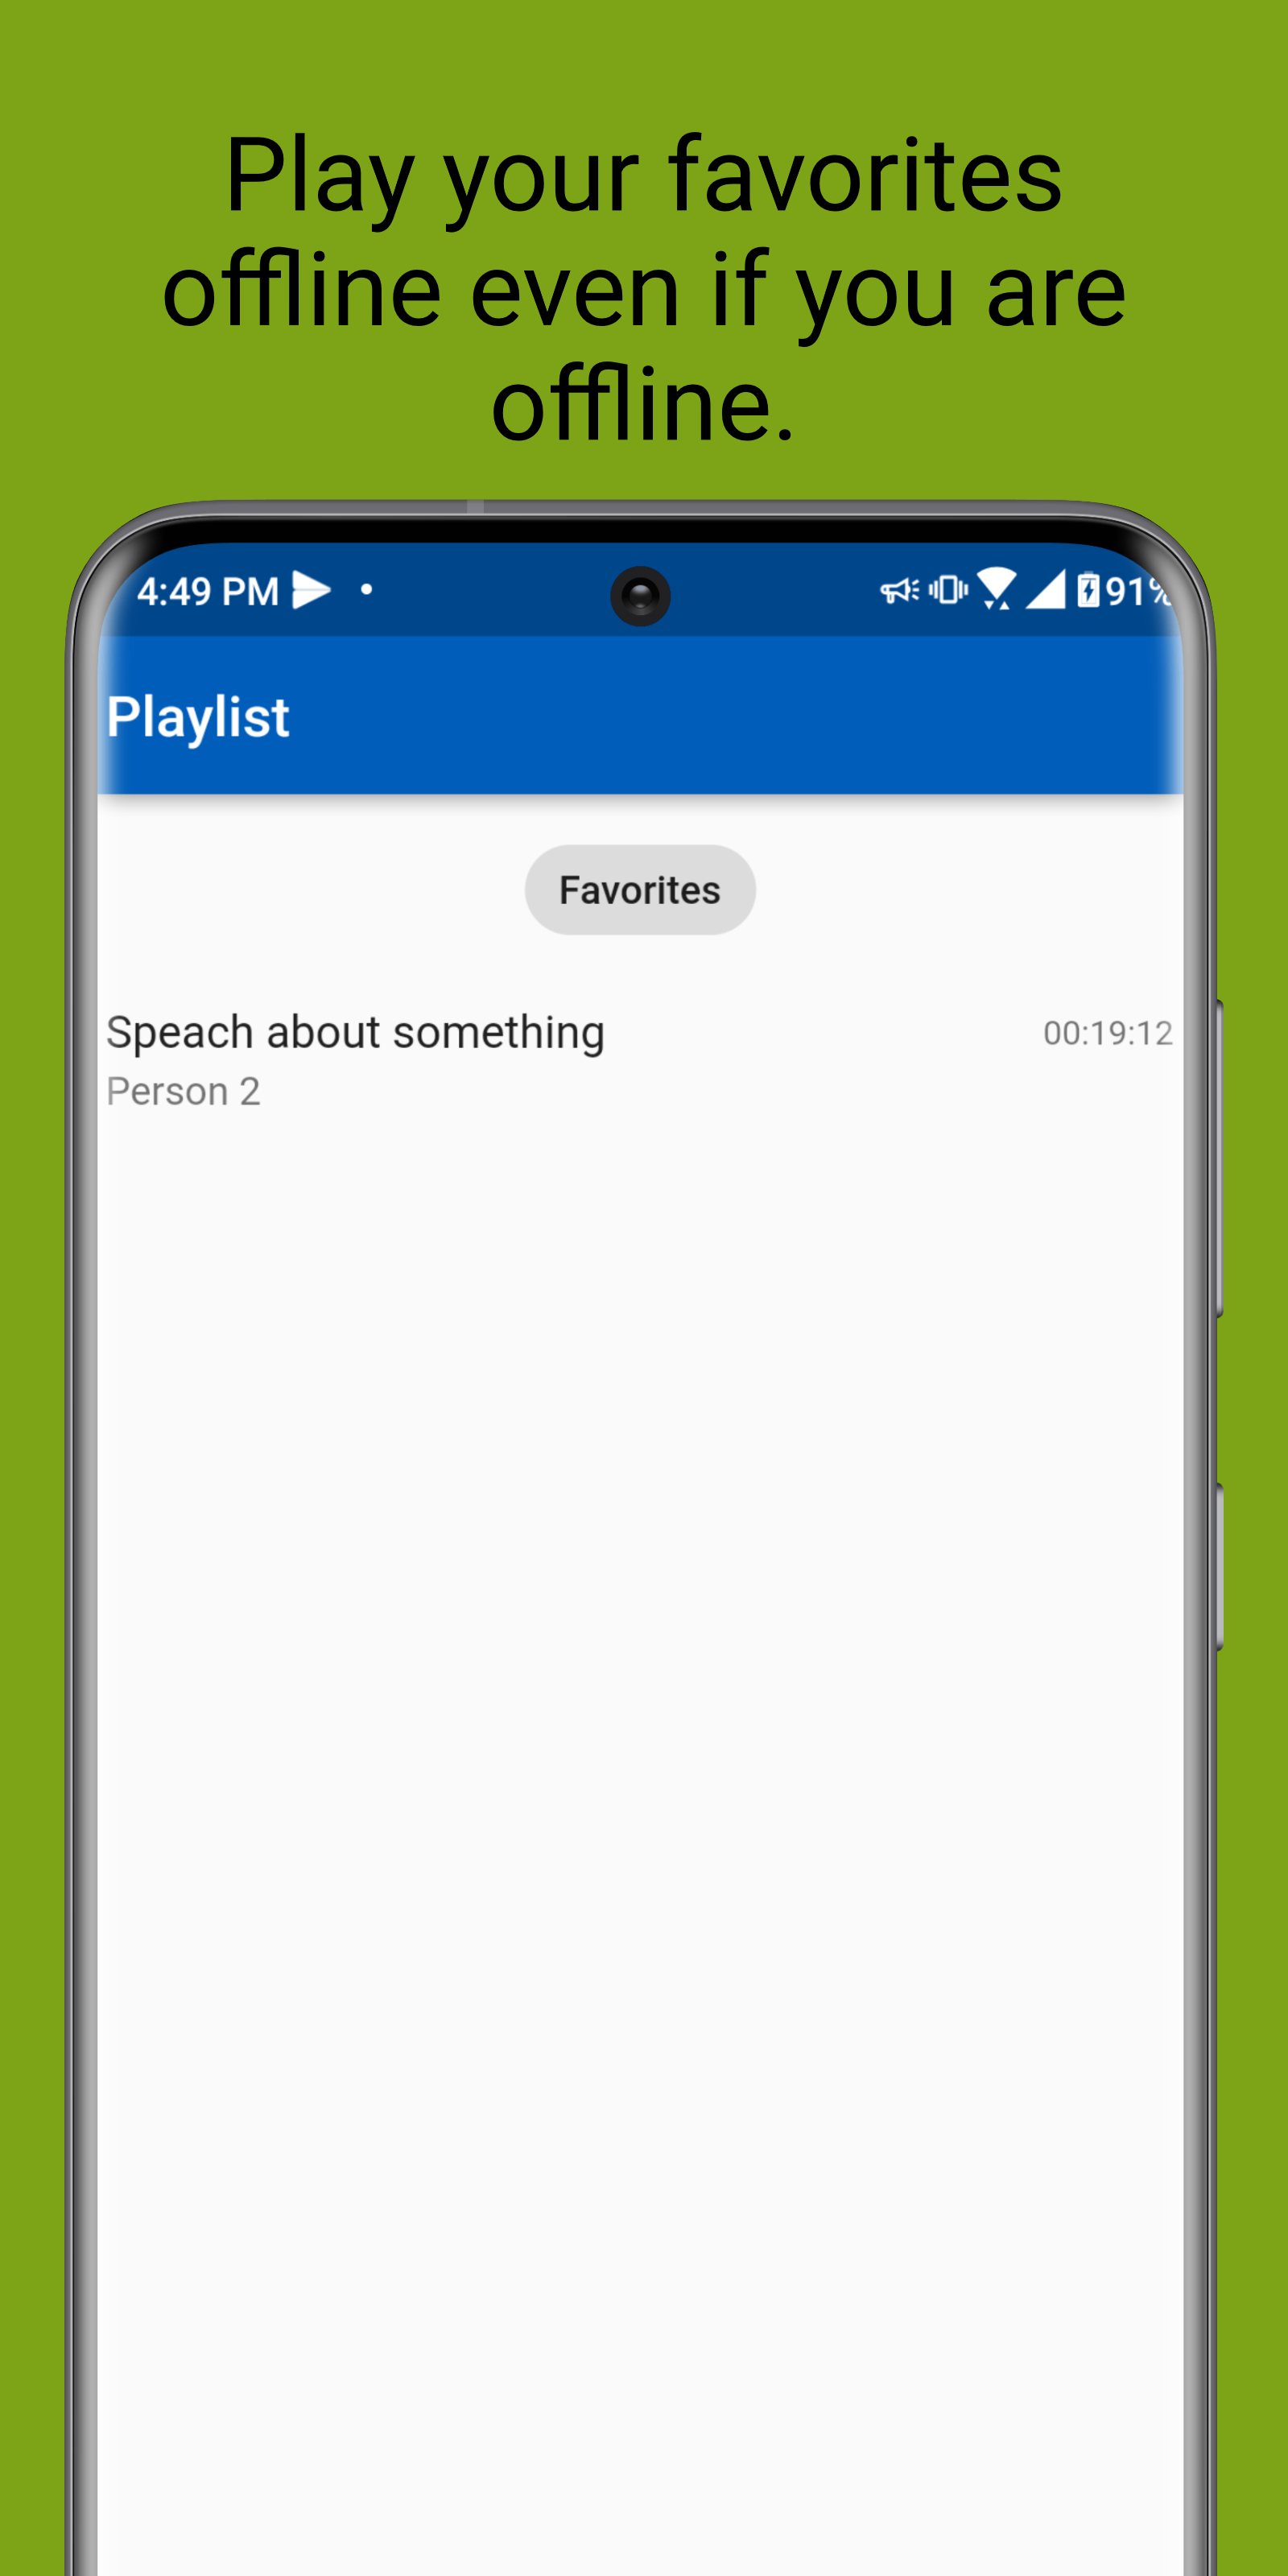 Play your favorites
offline even if you are
offline.
4:49 PM 91%
Playlist
Favorites
Speach about something 00:19:12
Person 2